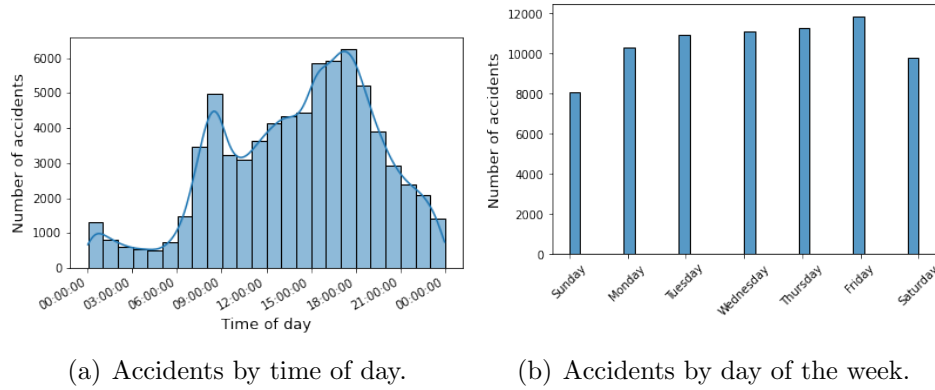 Number of accidents
6000
5000
4000
3000
2000
1000
0
00:00:00
03:00:00
06:00:00
09:00:00
12:00:00
15:00:00
18:00:00
21:00:00
00:00:00
Time of day
(a) Accidents by time of day.
Number of accidents
12000
10000
8000
6000
4000
2000
0
Sunday
Monday
Tuesday
Wednesday
Thursday
Friday
Saturday
(b) Accidents by day of the week.